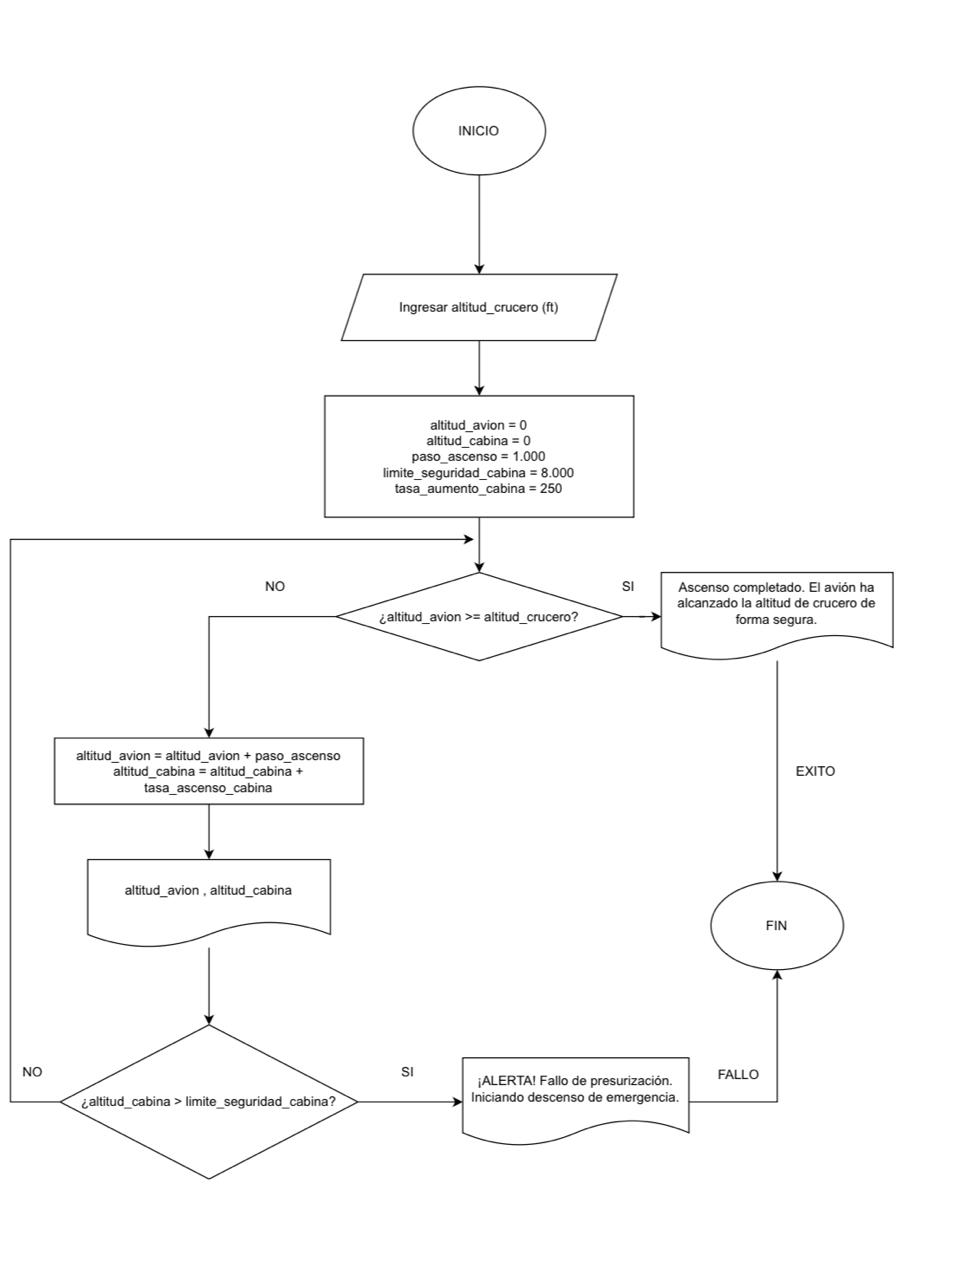 INICIO
Ingresar altitud_crucero (ft)
altitud_avion = 0
altitud_cabina = 0
paso_ascenso = 1.000
limite_seguridad_cabina = 8.000
tasa_aumento_cabina = 250
NO
SI
¿altitud_avion >= altitud_crucero?
Ascenso completado. El avión ha
alcanzado la altitud de crucero de
forma segura.
altitud_avion = altitud_avion + paso_ascenso
altitud_cabina = altitud_cabina +
tasa_ascenso_cabina
EXITO
altitud_avion , altitud_cabina
FIN
NO
¿altitud_cabina > limite_seguridad_cabina?
SI
¡ALERTA! Fallo de presurización.
Iniciando descenso de emergencia.
FALLO